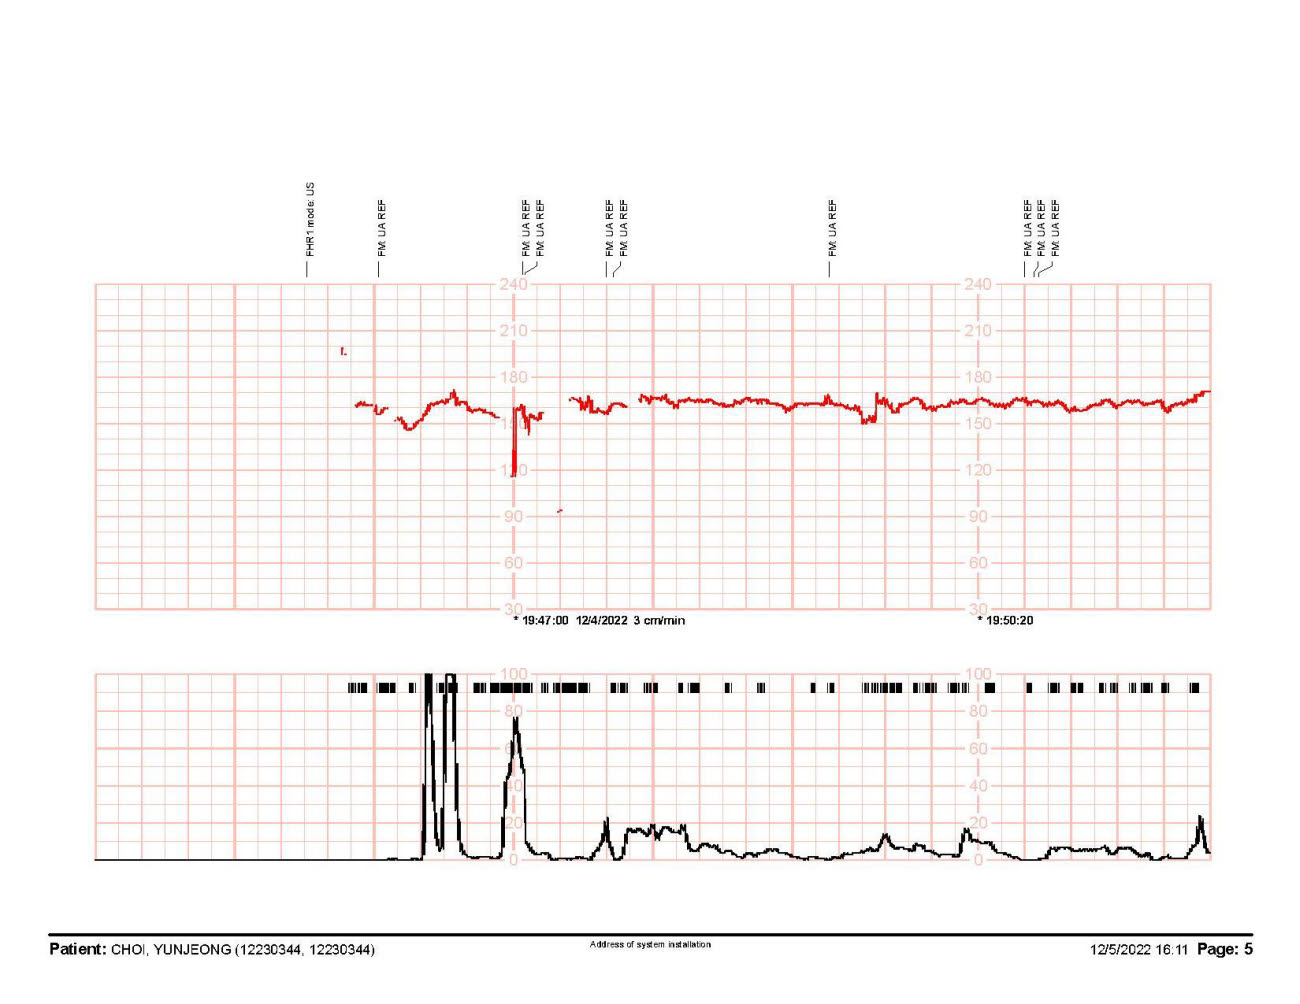 FHR1 mode: US
FM: UA REF
FM: UA REF
FM: UA REF
FM: UA REF
FM: UA REF
FM: UA REF
FM: UA REF
FM: UA REF
FM: UA REF
240 240
210 210
180 180
150 150
120 120
90 90
60 60
30 30
* 19:47:00 12/4/2022 3 cm/min * 19:50:20
100 100
80 80
60 60
40 40
20 20
0 0
Patient: CHOI, YUNJEONG (12230344, 12230344) Address of system installation 12/5/2022 16:11 Page: 5